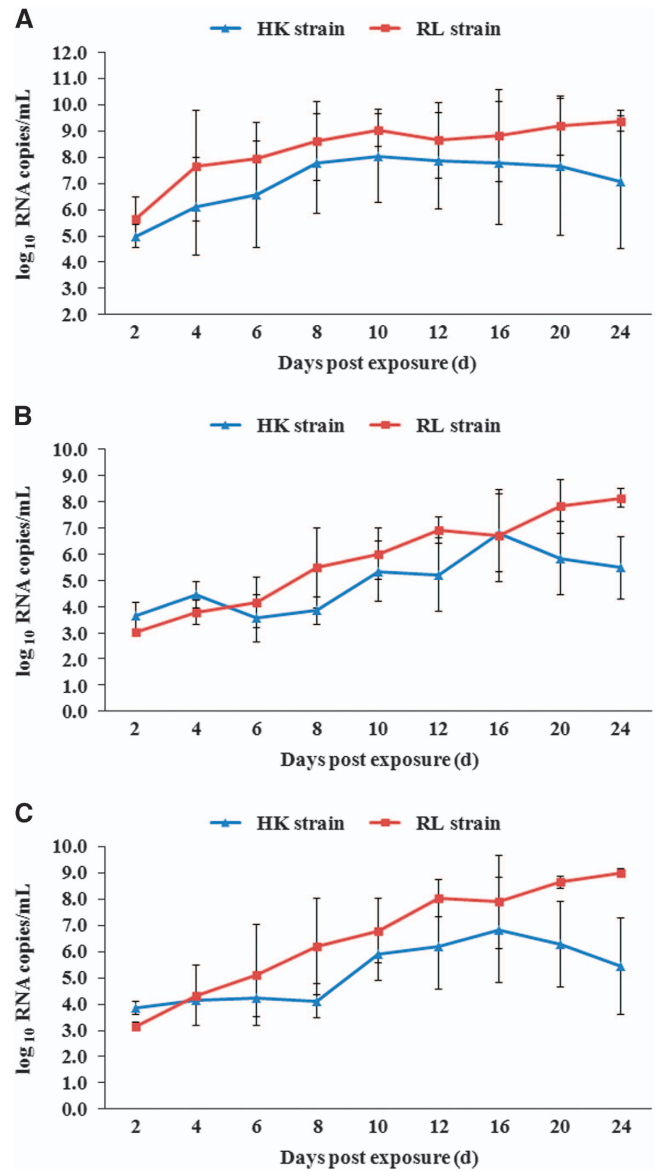 A
HK strain RL strain
log10 RNA copies/mL
12.0
11.0
10.0
9.0
8.0
7.0
6.0
5.0
4.0
3.0
2.0
2 4 6 8 10 12 16 20 24
Days post exposure (d)
B
HK strain RL strain
log10 RNA copies/mL
10.0
9.0
8.0
7.0
6.0
5.0
4.0
3.0
2.0
1.0
0.0
2 4 6 8 10 12 16 20 24
Days post exposure (d)
C
HK strain RL strain
log10 RNA copies/mL
10.0
9.0
8.0
7.0
6.0
5.0
4.0
3.0
2.0
1.0
0.0
2 4 6 8 10 12 16 20 24
Days post exposure (d)